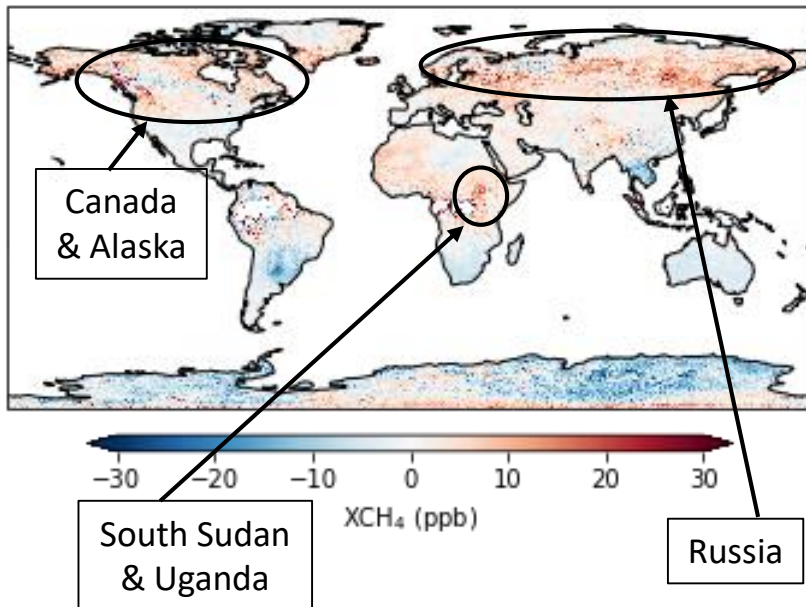 Canada
& Alaska
−30 −20 −10 0 10 20 30
XCH₄ (ppb)
South Sudan
& Uganda
Russia